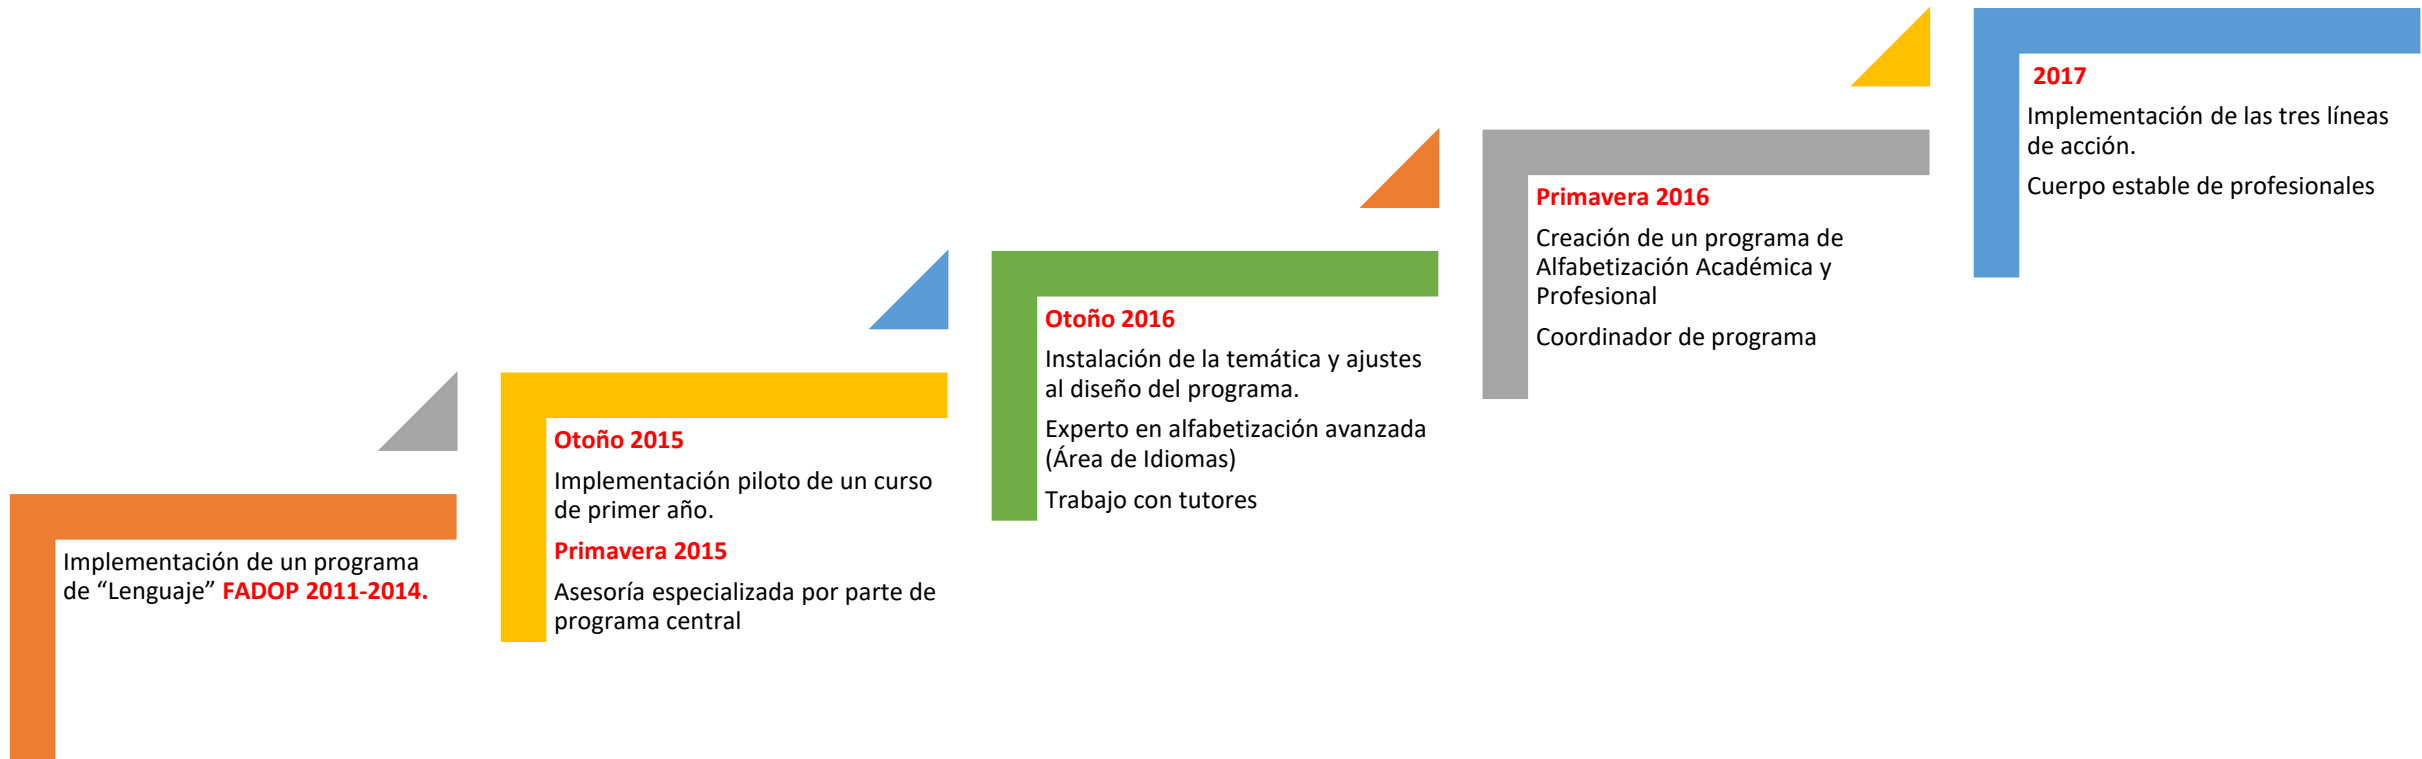 Implementación de un programa
de “Lenguaje” FADOP 2011-2014.
Otoño 2015
Implementación piloto de un curso
de primer año.
Primavera 2015
Asesoría especializada por parte de
programa central
Otoño 2016
Instalación de la temática y ajustes
al diseño del programa.
Experto en alfabetización avanzada
(Área de Idiomas)
Trabajo con tutores
Primavera 2016
Creación de un programa de
Alfabetización Académica y
Profesional
Coordinador de programa
2017
Implementación de las tres líneas
de acción.
Cuerpo estable de profesionales